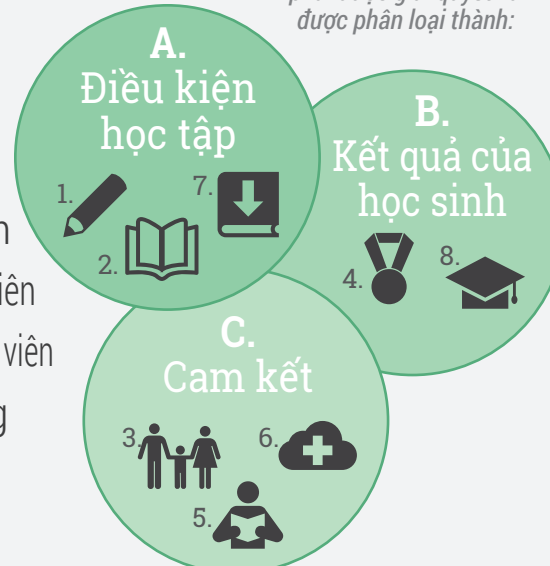 được phân loại thành:
A.
Điều kiện
học tập
1.
7.
2.
B.
Kết quả của
học sinh
4.
8.
viên
C.
Cam kết
3.
6.
5.